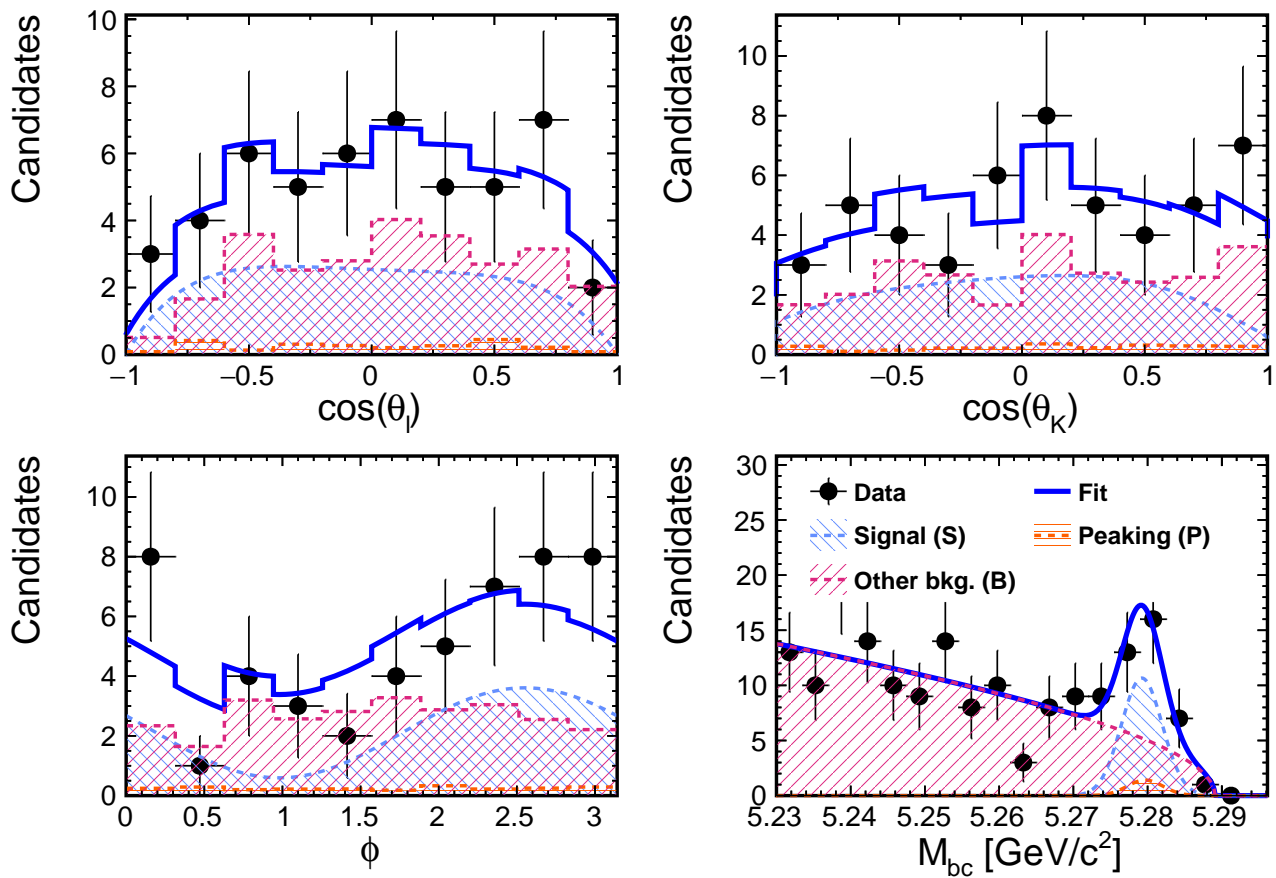 Candidates
10
8
6
4
2
0
−1 −0.5 0 0.5 1
cos(θ_l)
Candidates
10
8
6
4
2
0
−1 −0.5 0 0.5 1
cos(θ_K)
Candidates
10
8
6
4
2
0
0 0.5 1 1.5 2 2.5 3
ϕ
Candidates
30
25
20
15
10
5
0
Data Fit
Signal (S) Peaking (P)
Other bkg. (B)
5.23 5.24 5.25 5.26 5.27 5.28 5.29
M_bc [GeV/c²]